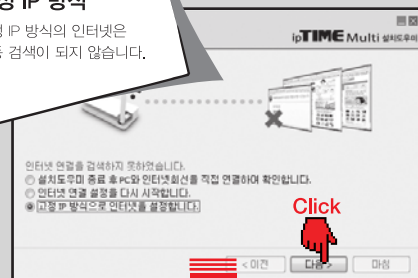 IP 방식
IP 방식의 인터넷은
검색이 되지 않습니다.
ipTIME Multi 설치도우미
인터넷 연결을 검색하지 못하였습니다.
설치도우미 종료 후 PC와 인터넷회선을 직접 연결하여 확인합니다.
인터넷 연결 설정을 다시 시작합니다.
고정 IP 방식으로 인터넷을 설정합니다.
Click
< 이전
다음 >
마침